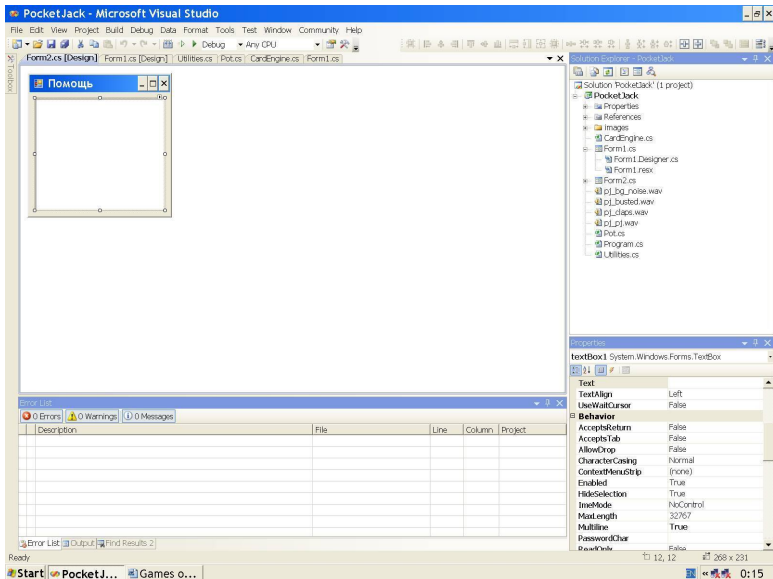 PocketJack - Microsoft Visual Studio
File Edit View Project Build Debug Data Format Tools Test Window Community Help
Debug Any CPU
Form2.cs [Design] Form1.cs [Design] Utilities.cs Pot.cs CardEngine.cs Form1.cs
Toolbox
Помощь
Solution Explorer - PocketJack
Solution 'PocketJack' (1 project)
PocketJack
Properties
References
Images
CardEngine.cs
Form1.cs
Form1.Designer.cs
Form1.resx
Form2.cs
pj_bg_noise.wav
pj_busted.wav
pj_claps.wav
pj_pj.wav
Pot.cs
Program.cs
Utilities.cs
Properties
textBox1 System.Windows.Forms.TextBox
Text
TextAlign Left
UseWaitCursor False
Behavior
AcceptsReturn False
AcceptsTab False
AllowDrop False
CharacterCasing Normal
ContextMenuStrip (none)
Enabled True
HideSelection True
ImeMode NoControl
MaxLength 32767
Multiline True
PasswordChar
ReadOnly False
Error List
0 Errors 0 Warnings 0 Messages
Description File Line Column Project
Error List Output Find Results 2
Ready 12, 12 268 x 231
Start PocketJ... Games o... EN « 0:15